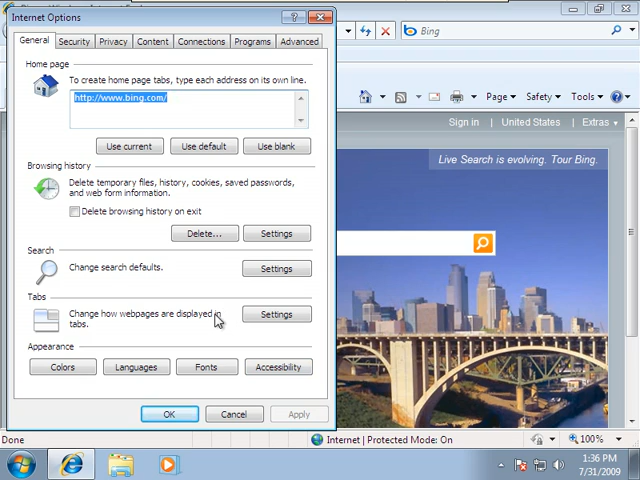 Internet Options
General
Security
Privacy
Content
Connections
Programs
Advanced
Bing
Page
Safety
Tools
Home page
To create home page tabs, type each address on its own line.
http://www.bing.com/
Use current
Use default
Use blank
Browsing history
Delete temporary files, history, cookies, saved passwords,
and web form information.
Delete browsing history on exit
Delete...
Settings
Search
Change search defaults.
Settings
Tabs
Change how webpages are displayed in
tabs.
Settings
Appearance
Colors
Languages
Fonts
Accessibility
OK
Cancel
Apply
Sign in | United States | Extras
Live Search is evolving. Tour Bing.
Done
Internet | Protected Mode: On
100%
1:36 PM
7/31/2009